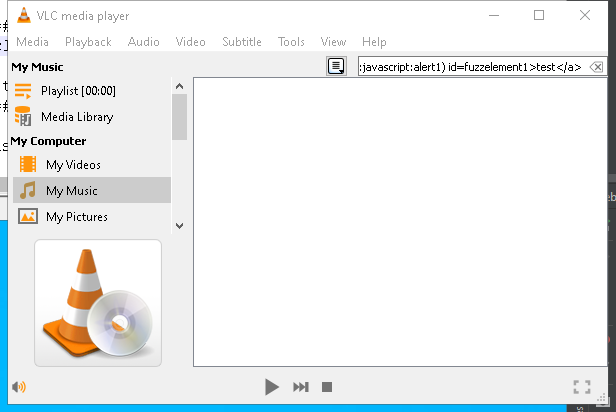 VLC media player
Media Playback Audio Video Subtitle Tools View Help
My Music
:javascript:alert1) id=fuzzelement1>test</a>
Playlist [00:00]
Media Library
My Computer
My Videos
My Music
My Pictures